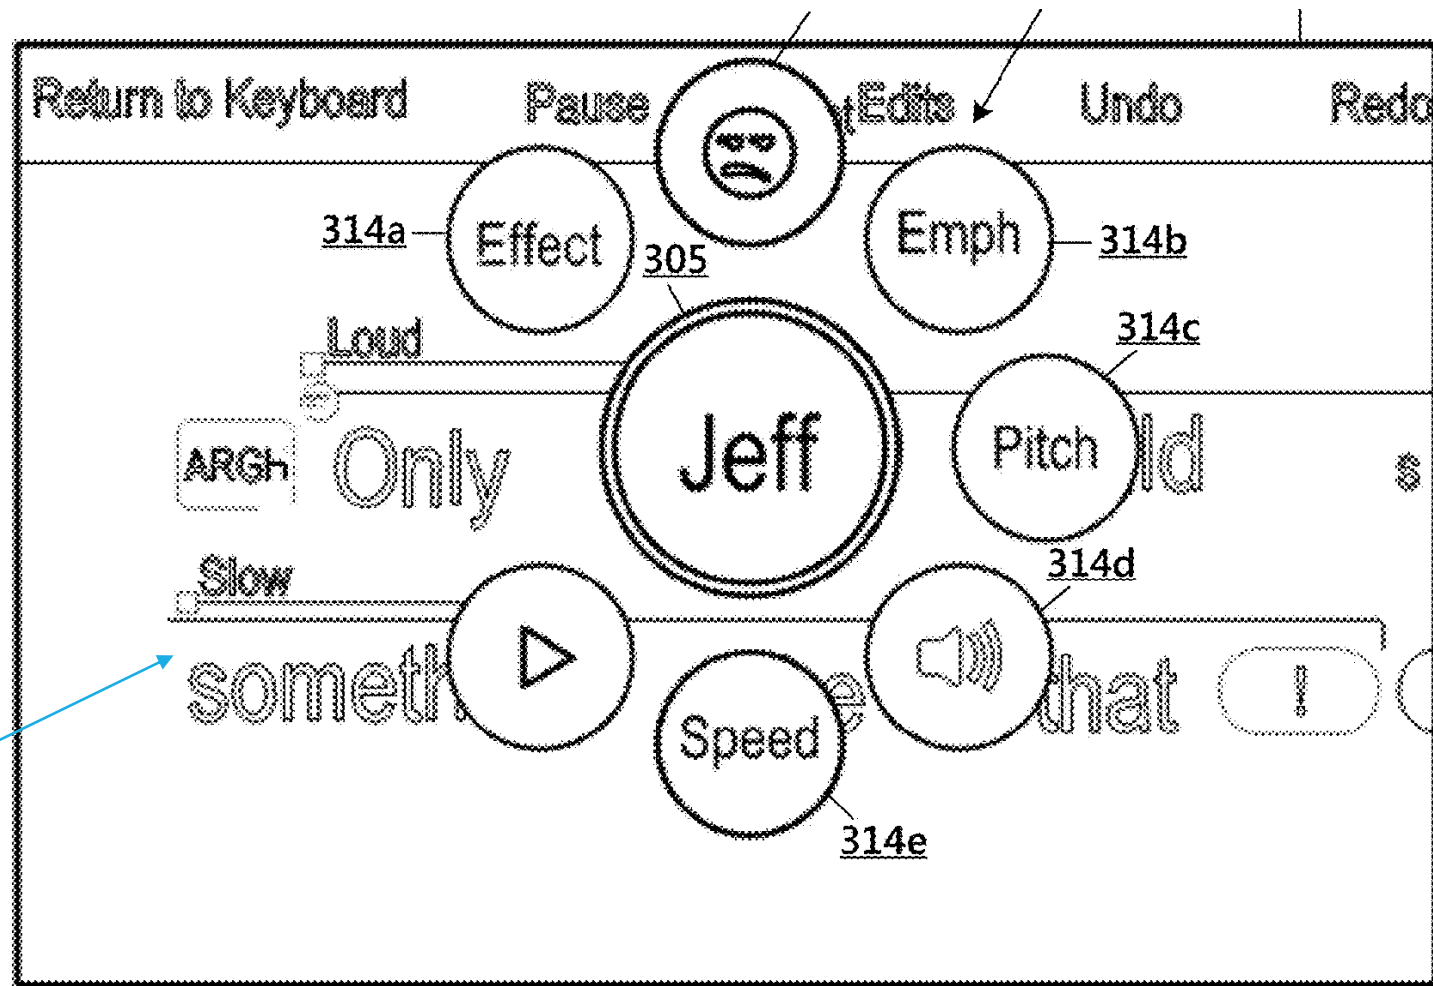 Return to Keyboard Pause Edits Undo Redo
314a Effect Emph 314b
305
Loud 314c
ARGh Only Jeff Pitch ld s
Slow 314d
someth e that !
Speed
314e